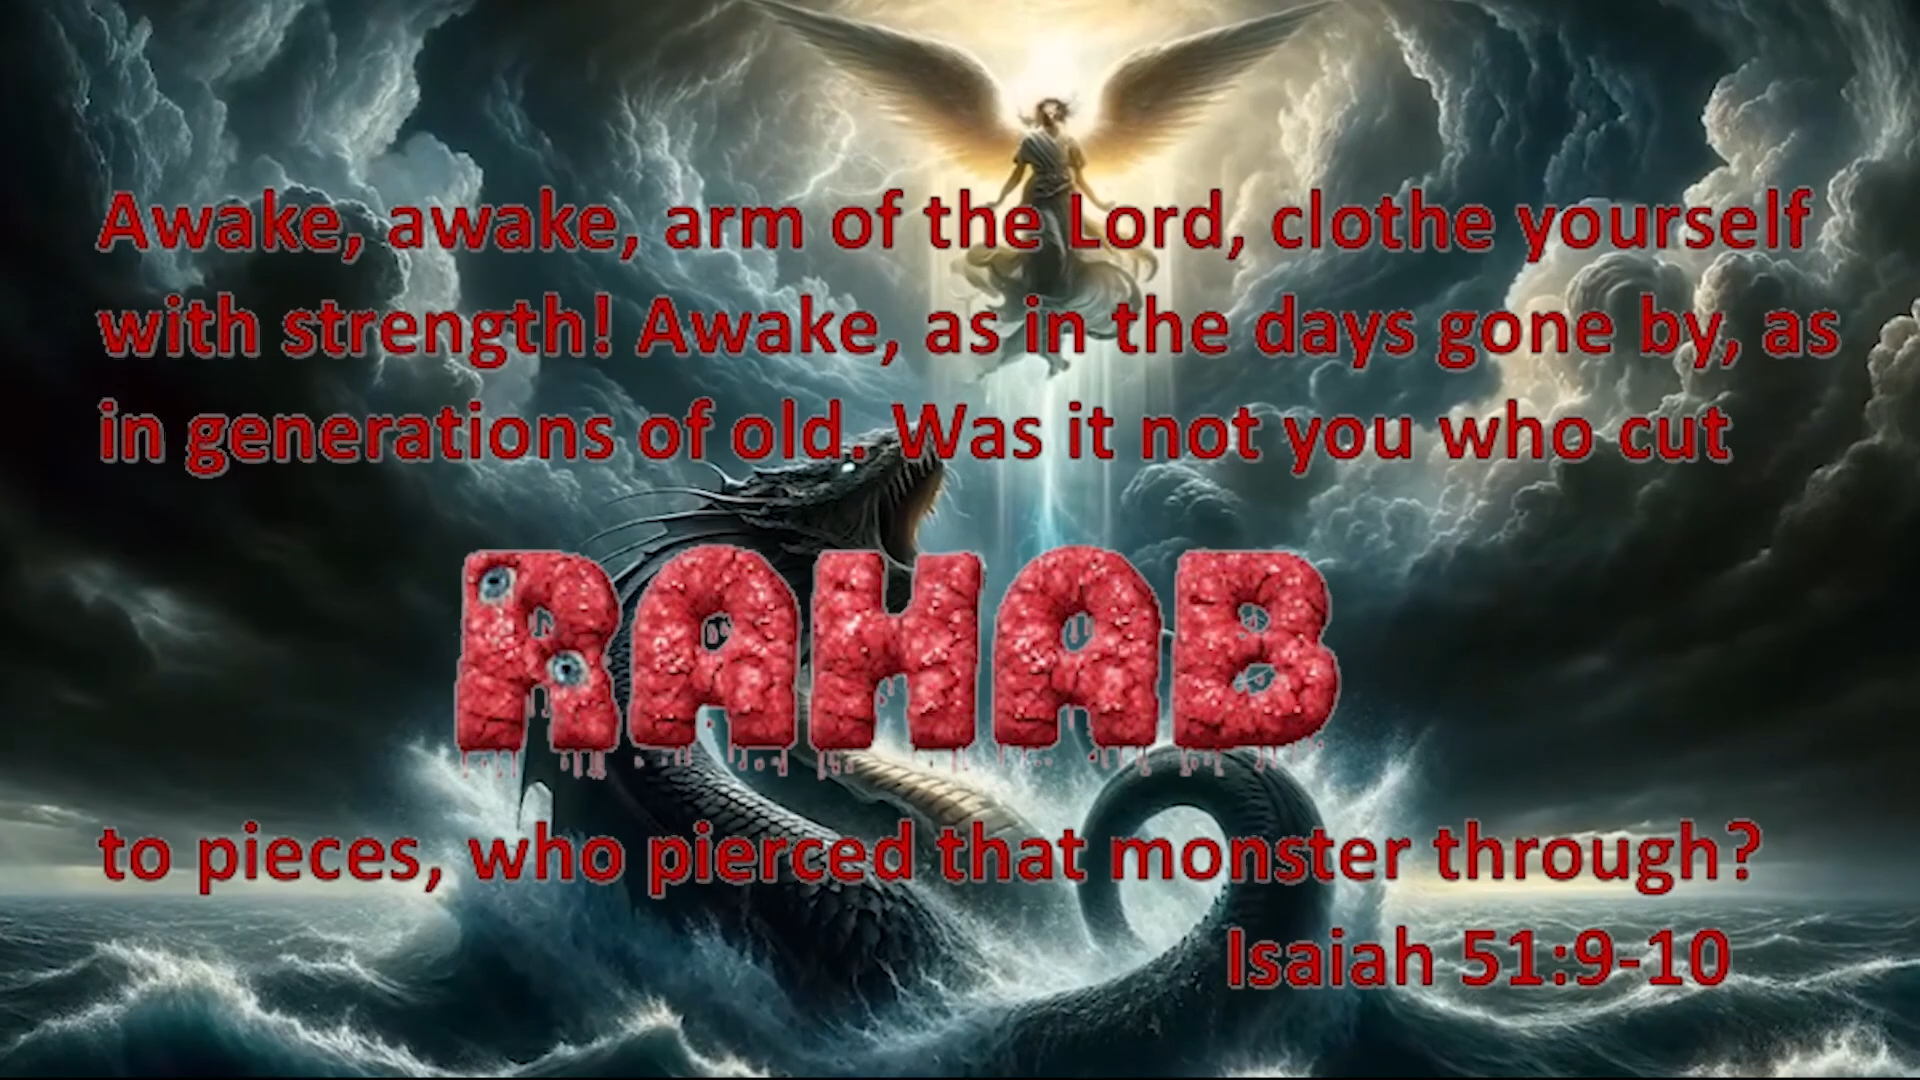 Awake, awake, arm of the Lord, clothe yourself
with strength! Awake, as in the days gone by, as
in generations of old. Was it not you who cut
RAHAB
to pieces, who pierced that monster through?
Isaiah 51:9-10